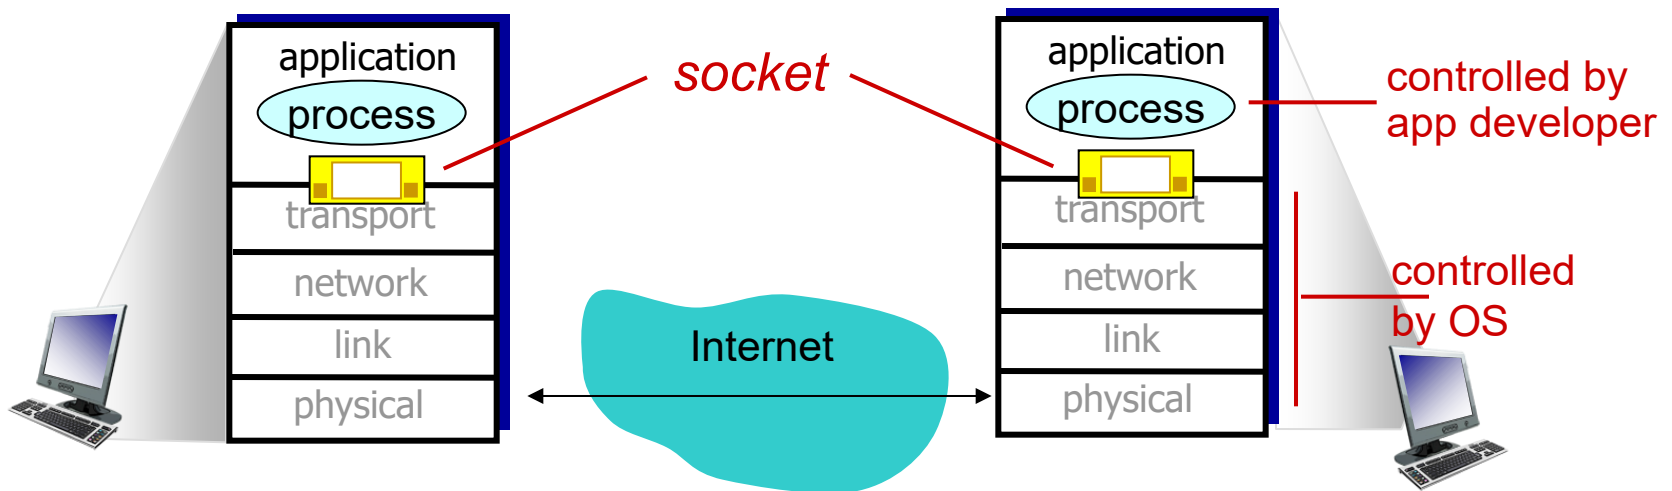 application
process
transport
network
link
physical
socket
Internet
application
process
transport
network
link
physical
controlled by
app developer
controlled
by OS